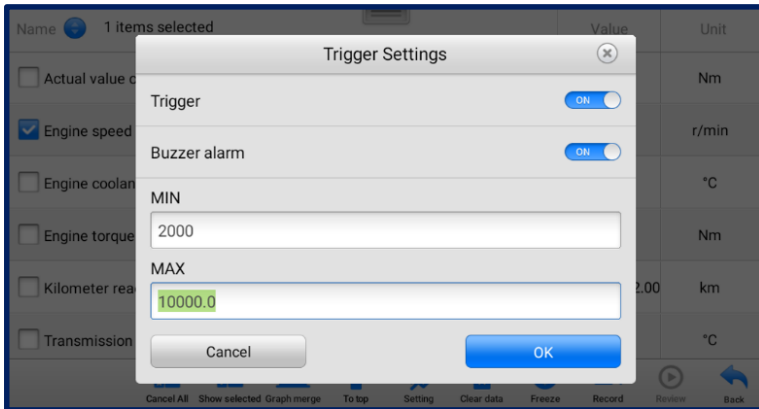 Name 1 items selected Value Unit
Trigger Settings
Actual value c Nm
Trigger ON
Engine speed r/min
Buzzer alarm ON
Engine coolan °C
MIN
2000
Engine torque Nm
MAX
10000.0
Kilometer rea 2.00 km
Transmission °C
Cancel OK
Cancel All Show selected Graph merge To top Setting Clear data Freeze Record Review Back